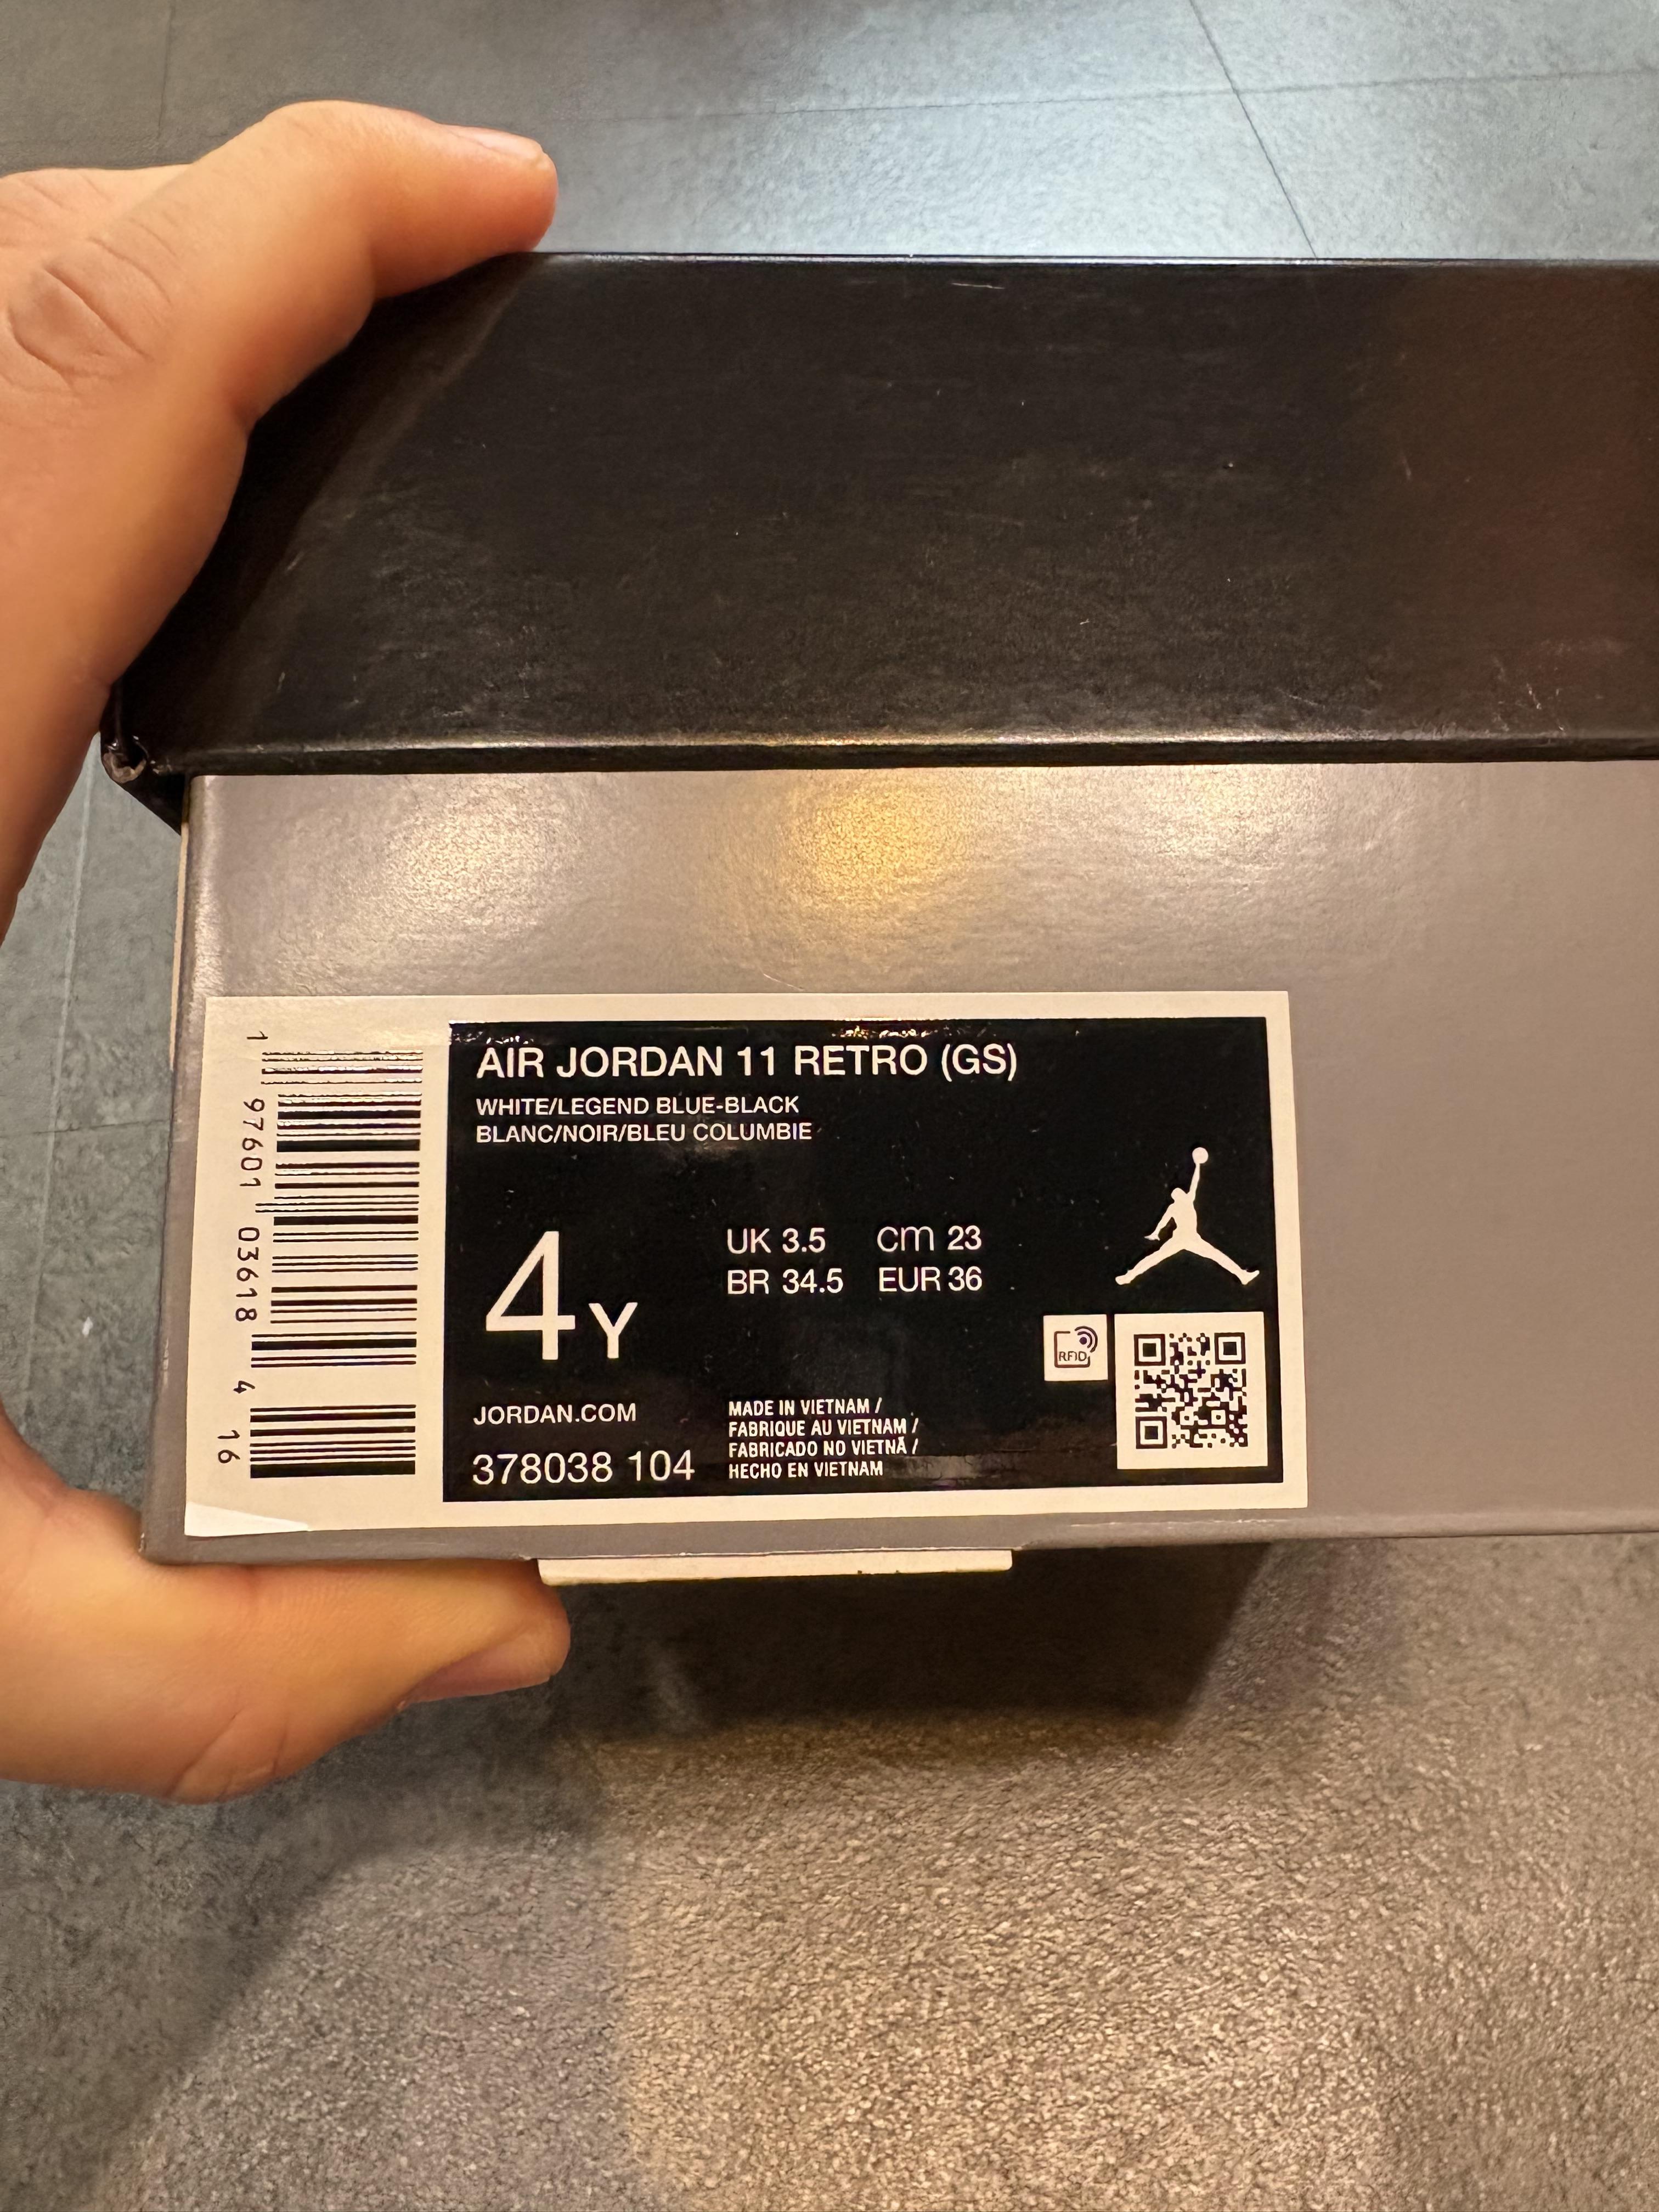 AIR JORDAN 11 RETRO (GS)
WHITE/LEGEND BLUE-BLACK
BLANC/NOIR/BLEU COLUMBIE
4Y
UK 3.5 cm 23
BR 34.5 EUR 36
RFID
JORDAN.COM
378038 104
MADE IN VIETNAM /
FABRIQUE AU VIETNAM /
FABRICADO NO VIETNÃ /
HECHO EN VIETNAM
1 97601 03618 4 16